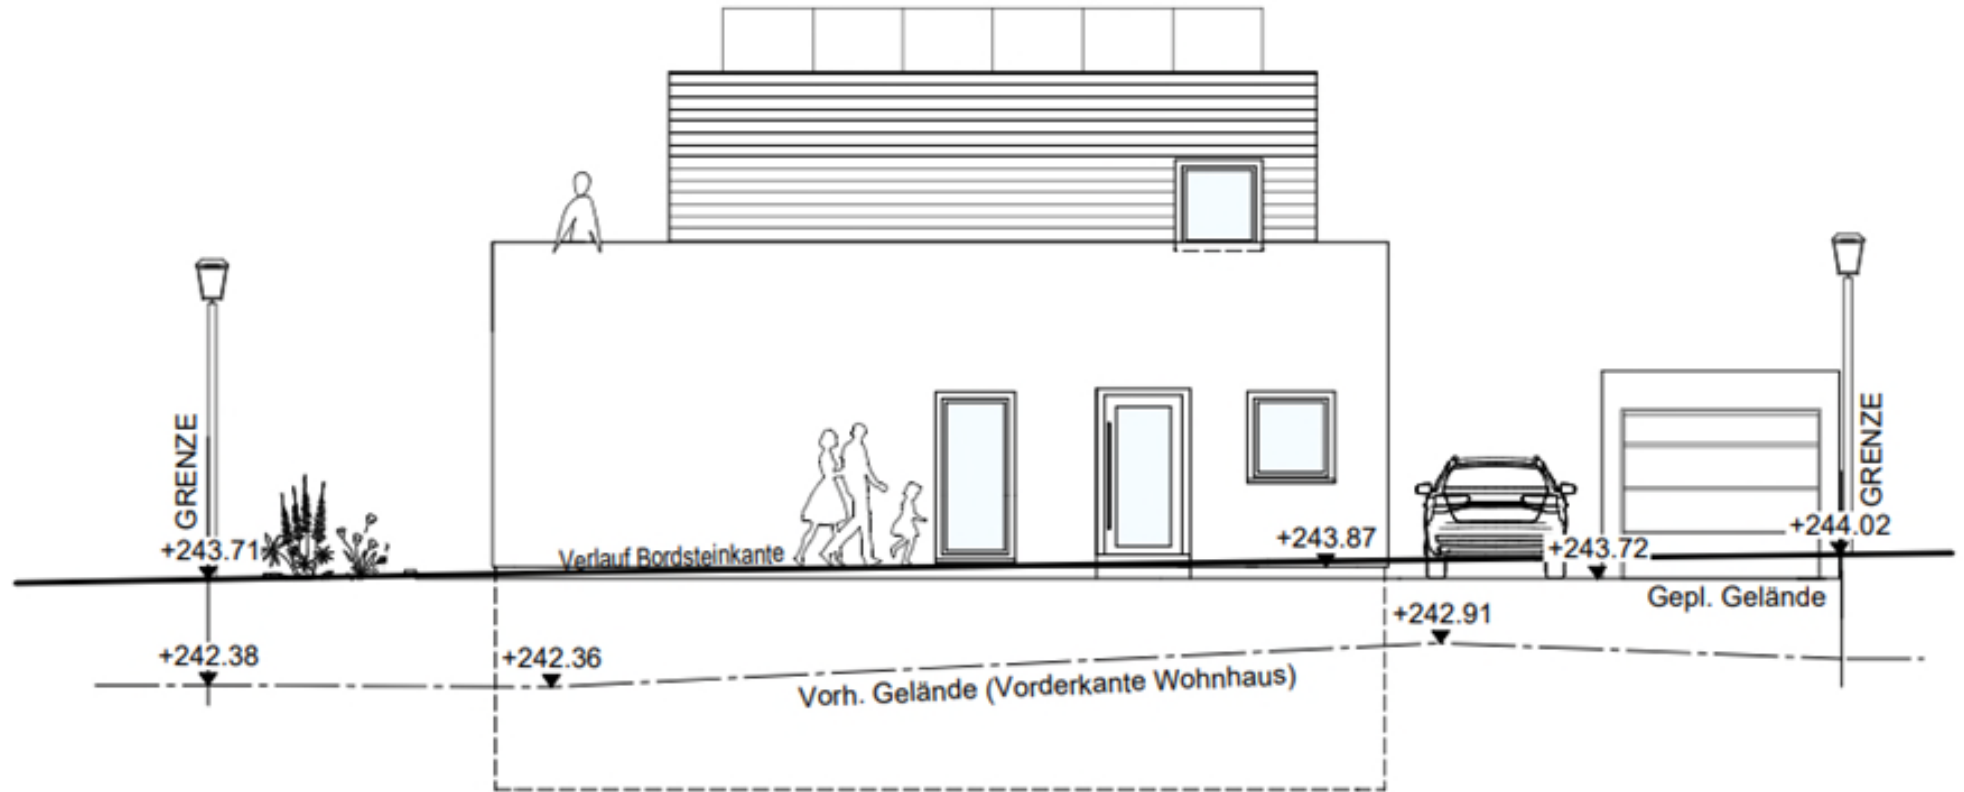 GRENZE
GRENZE
+243.71
Verlauf Bordsteinkante
+243.87
+243.72
+244.02
Gepl. Gelände
+242.91
+242.38
+242.36
Vorh. Gelände (Vorderkante Wohnhaus)